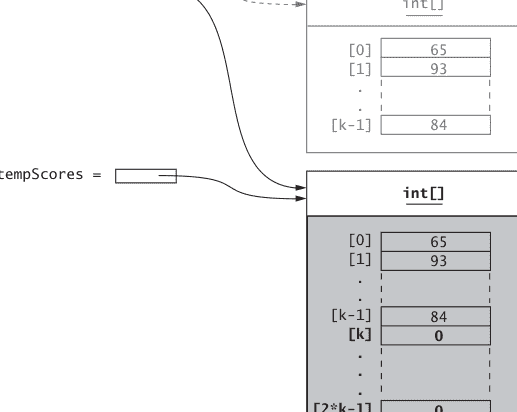 int[]
[0] 65
[1] 93
.
.
[k-1] 84
tempScores =
int[]
[0] 65
[1] 93
.
.
[k-1] 84
[k] 0
.
.
.
[2*k-1] 0